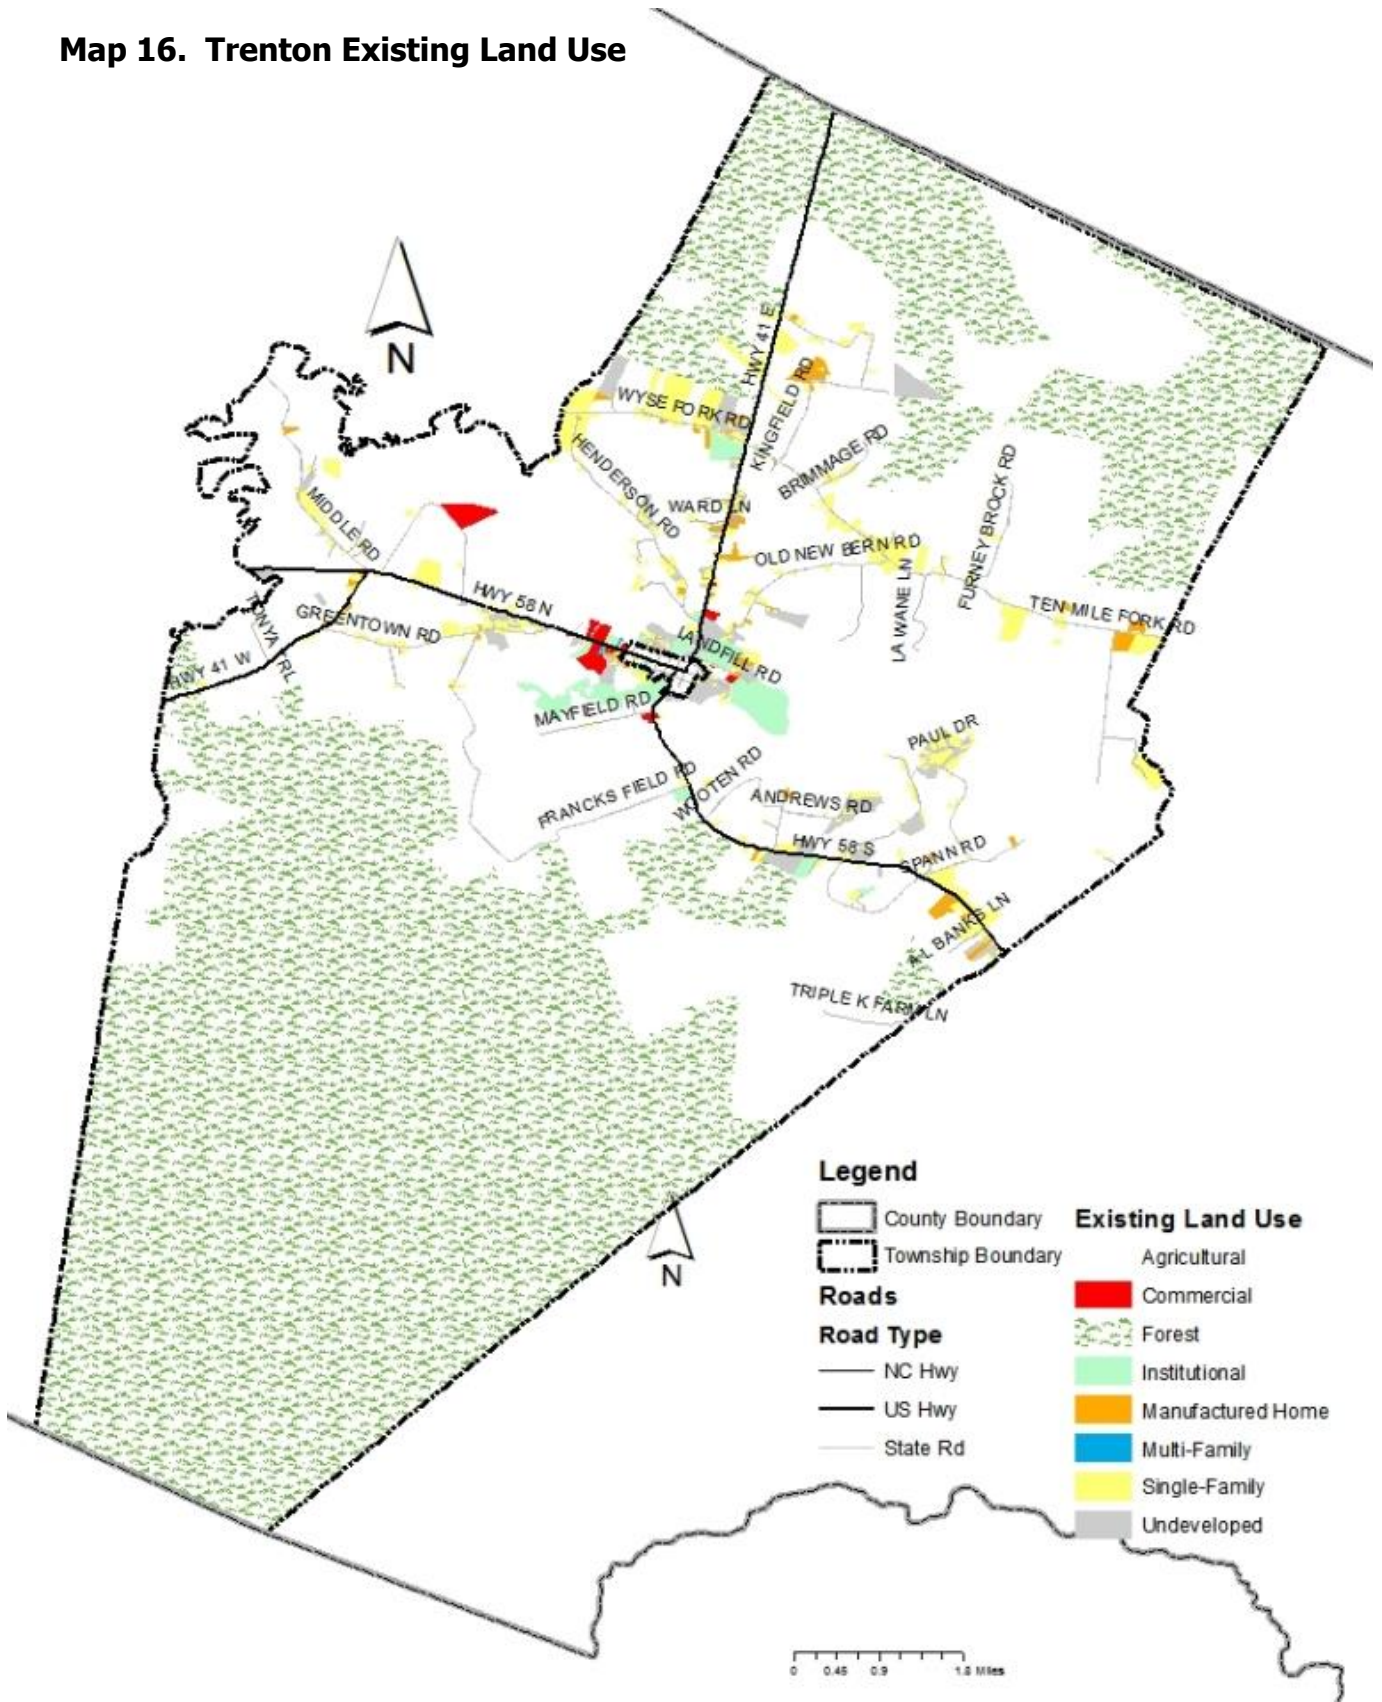 Map 16. Trenton Existing Land Use
N
HWY 41 E
WYSE FORK RD
KINGFIELD RD
HENDERSON RD
BRIMMAGE RD
WARD LN
MIDDLE RD
OLD NEW BERN RD
FURNEY BROCK RD
LA WANE LN
TEN MILE FORK RD
HWY 58 N
TONYA TRL
GREENTOWN RD
HWY 41 W
LANDFILL RD
MAYFIELD RD
PAUL DR
FRANCKS FIELD RD
WOOTEN RD
ANDREWS RD
HWY 58 S
SPANN RD
A L BANKS LN
TRIPLE K FARM LN
N
Legend
County Boundary
Township Boundary
Roads
Road Type
NC Hwy
US Hwy
State Rd
Existing Land Use
Agricultural
Commercial
Forest
Institutional
Manufactured Home
Multi-Family
Single-Family
Undeveloped
0 0.45 0.9 1.8 Miles